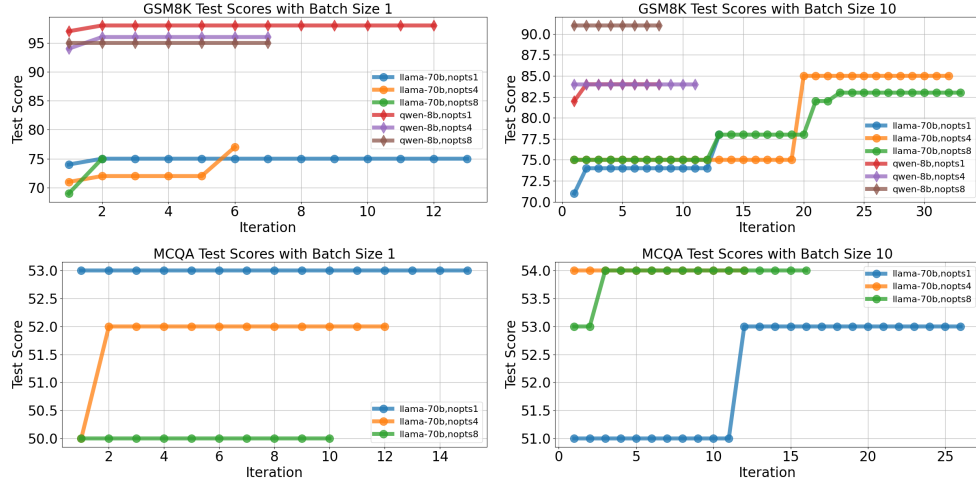 GSM8K Test Scores with Batch Size 1
Test Score
95
90
85
80
75
70
2
4
6
8
10
12
Iteration
llama-70b,nopts1
llama-70b,nopts4
llama-70b,nopts8
qwen-8b,nopts1
qwen-8b,nopts4
qwen-8b,nopts8
GSM8K Test Scores with Batch Size 10
Test Score
90.0
87.5
85.0
82.5
80.0
77.5
75.0
72.5
70.0
0
5
10
15
20
25
30
Iteration
llama-70b,nopts1
llama-70b,nopts4
llama-70b,nopts8
qwen-8b,nopts1
qwen-8b,nopts4
qwen-8b,nopts8
MCQA Test Scores with Batch Size 1
Test Score
53.0
52.5
52.0
51.5
51.0
50.5
50.0
2
4
6
8
10
12
14
Iteration
llama-70b,nopts1
llama-70b,nopts4
llama-70b,nopts8
MCQA Test Scores with Batch Size 10
Test Score
54.0
53.5
53.0
52.5
52.0
51.5
51.0
0
5
10
15
20
25
Iteration
llama-70b,nopts1
llama-70b,nopts4
llama-70b,nopts8